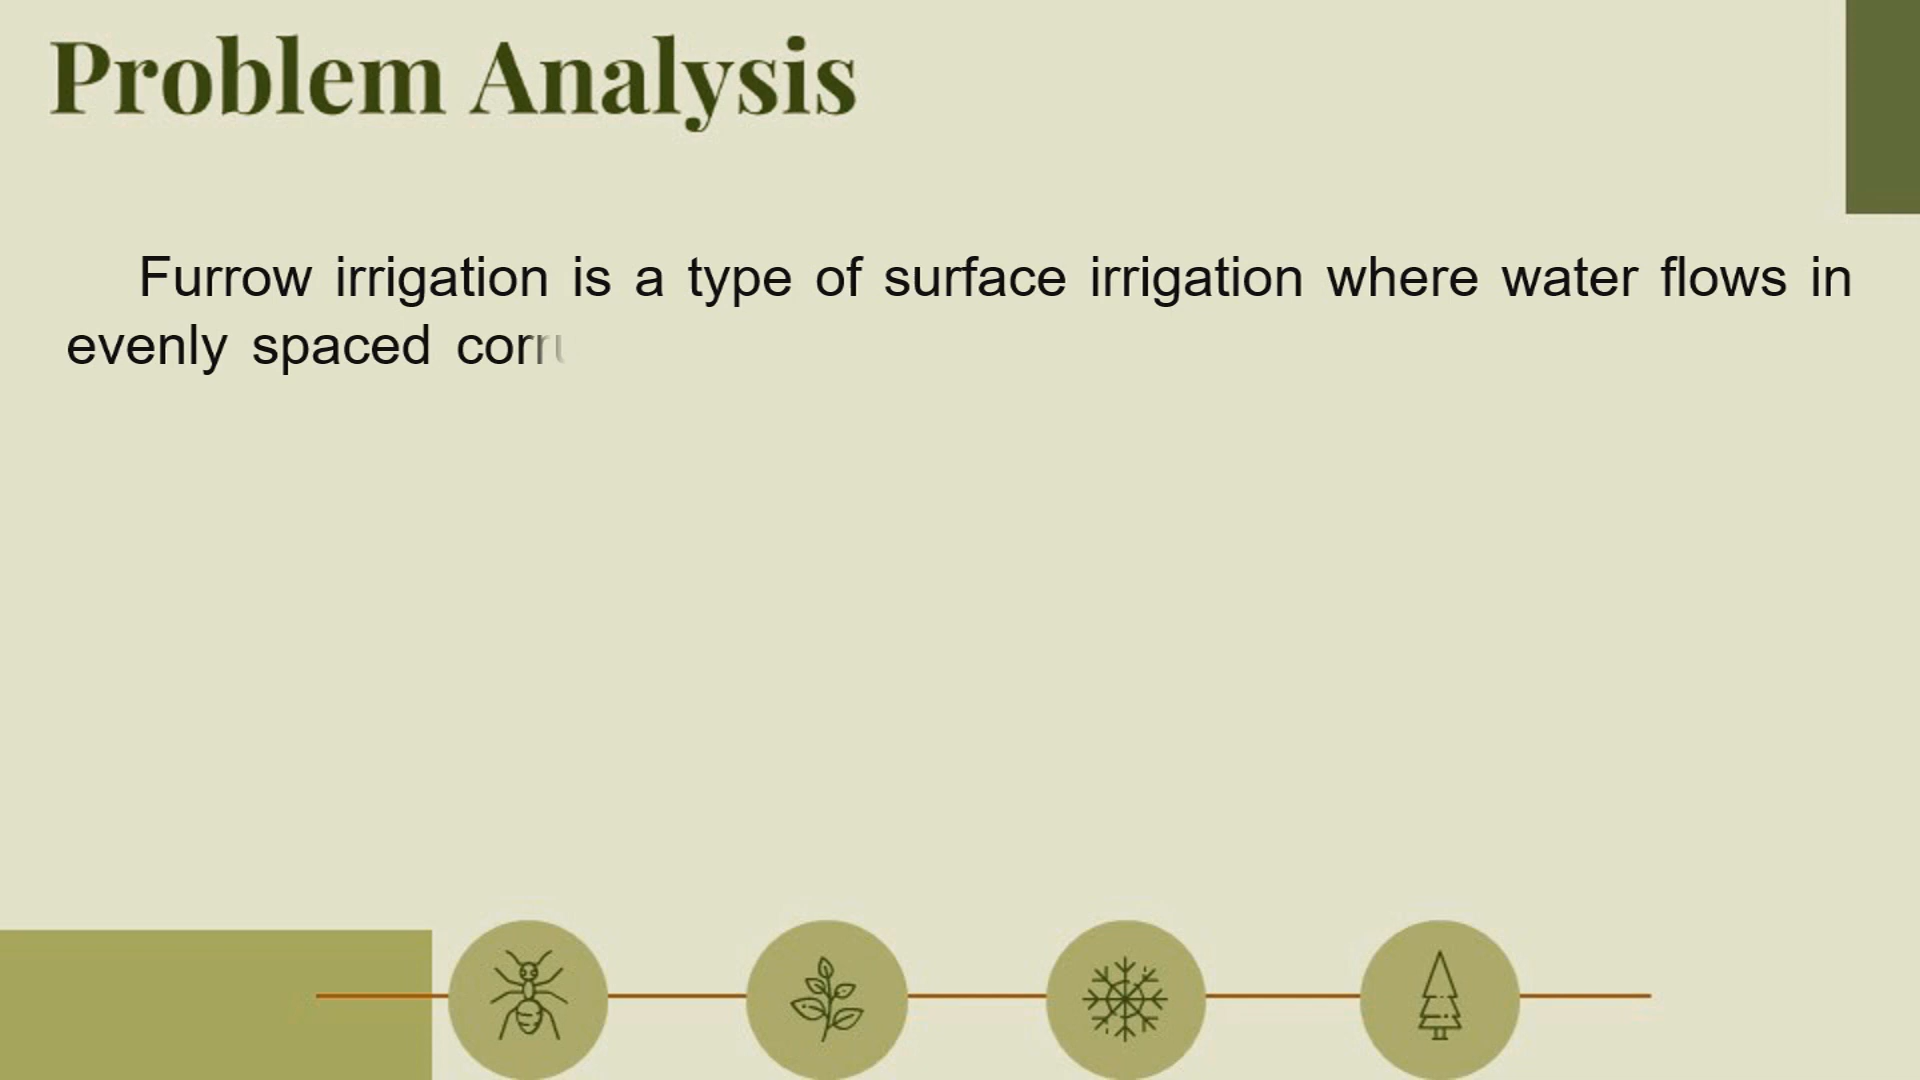 Problem Analysis
Furrow irrigation is a type of surface irrigation where water flows in
evenly spaced